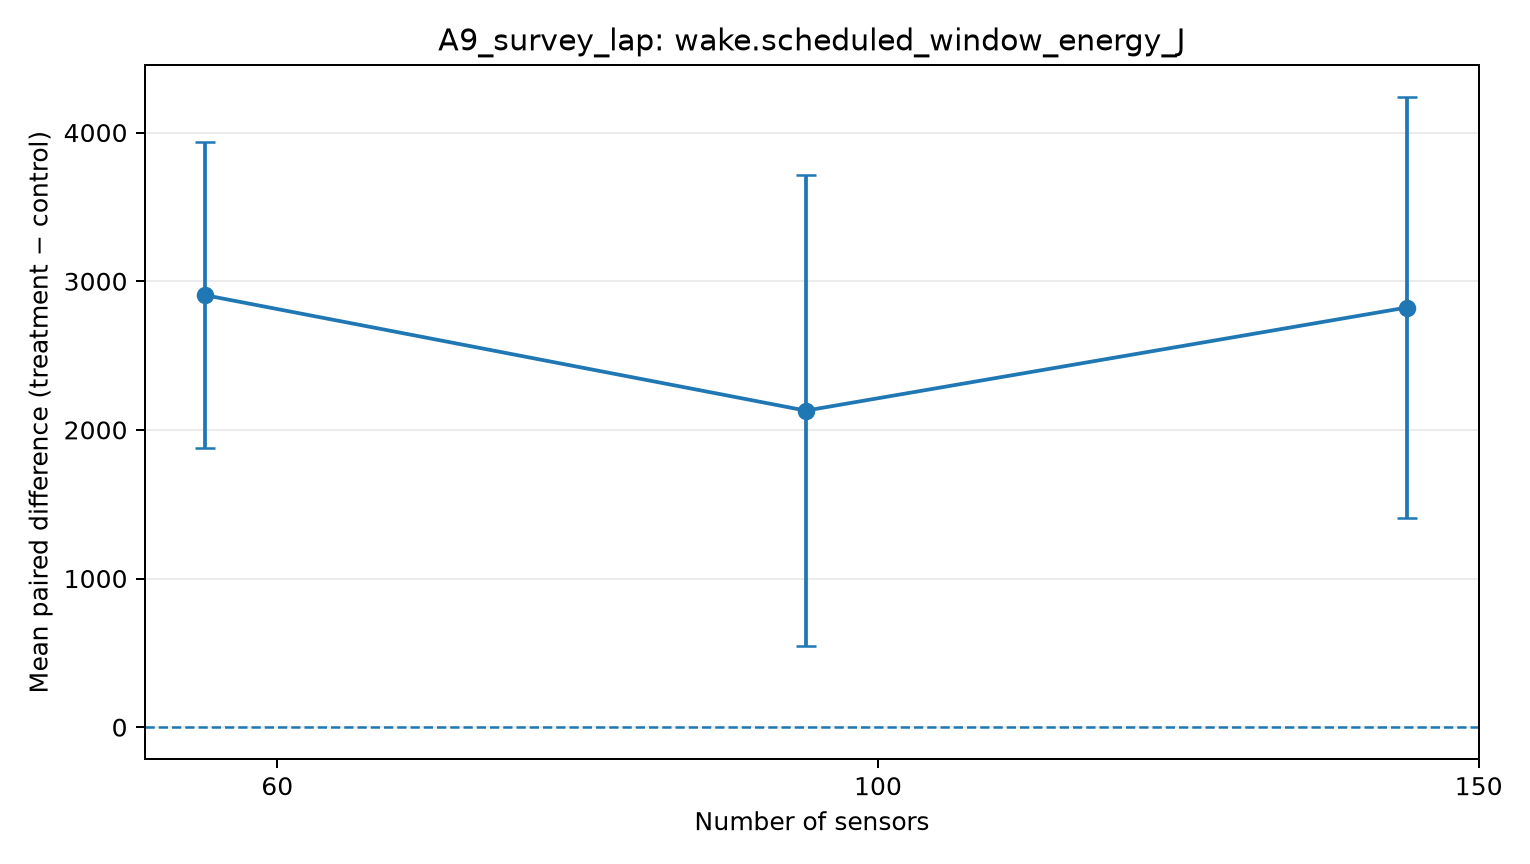 A9_survey_lap: wake.scheduled_window_energy_J
Mean paired difference (treatment − control)
4000
3000
2000
1000
0
60
100
150
Number of sensors